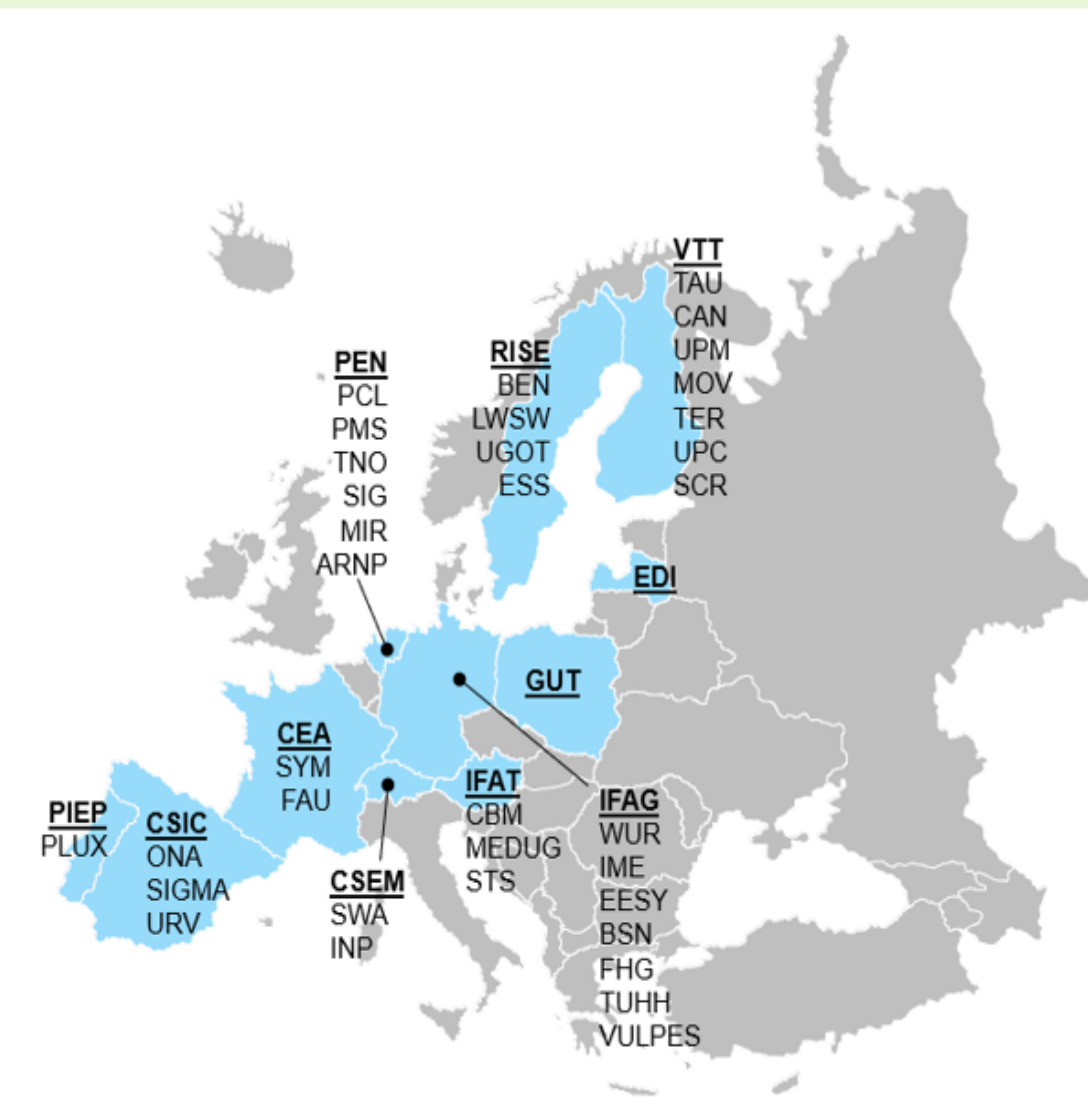 VTT
TAU
CAN
UPM
MOV
TER
UPC
SCR
RISE
BEN
LWSW
UGOT
ESS
PEN
PCL
PMS
TNO
SIG
MIR
ARNP
EDI
GUT
CEA
SYM
FAU
IFAT
CBM
MEDUG
STS
IFAG
WUR
IME
EESY
BSN
FHG
TUHH
VULPES
PIEP
PLUX
CSIC
ONA
SIGMA
URV
CSEM
SWA
INP